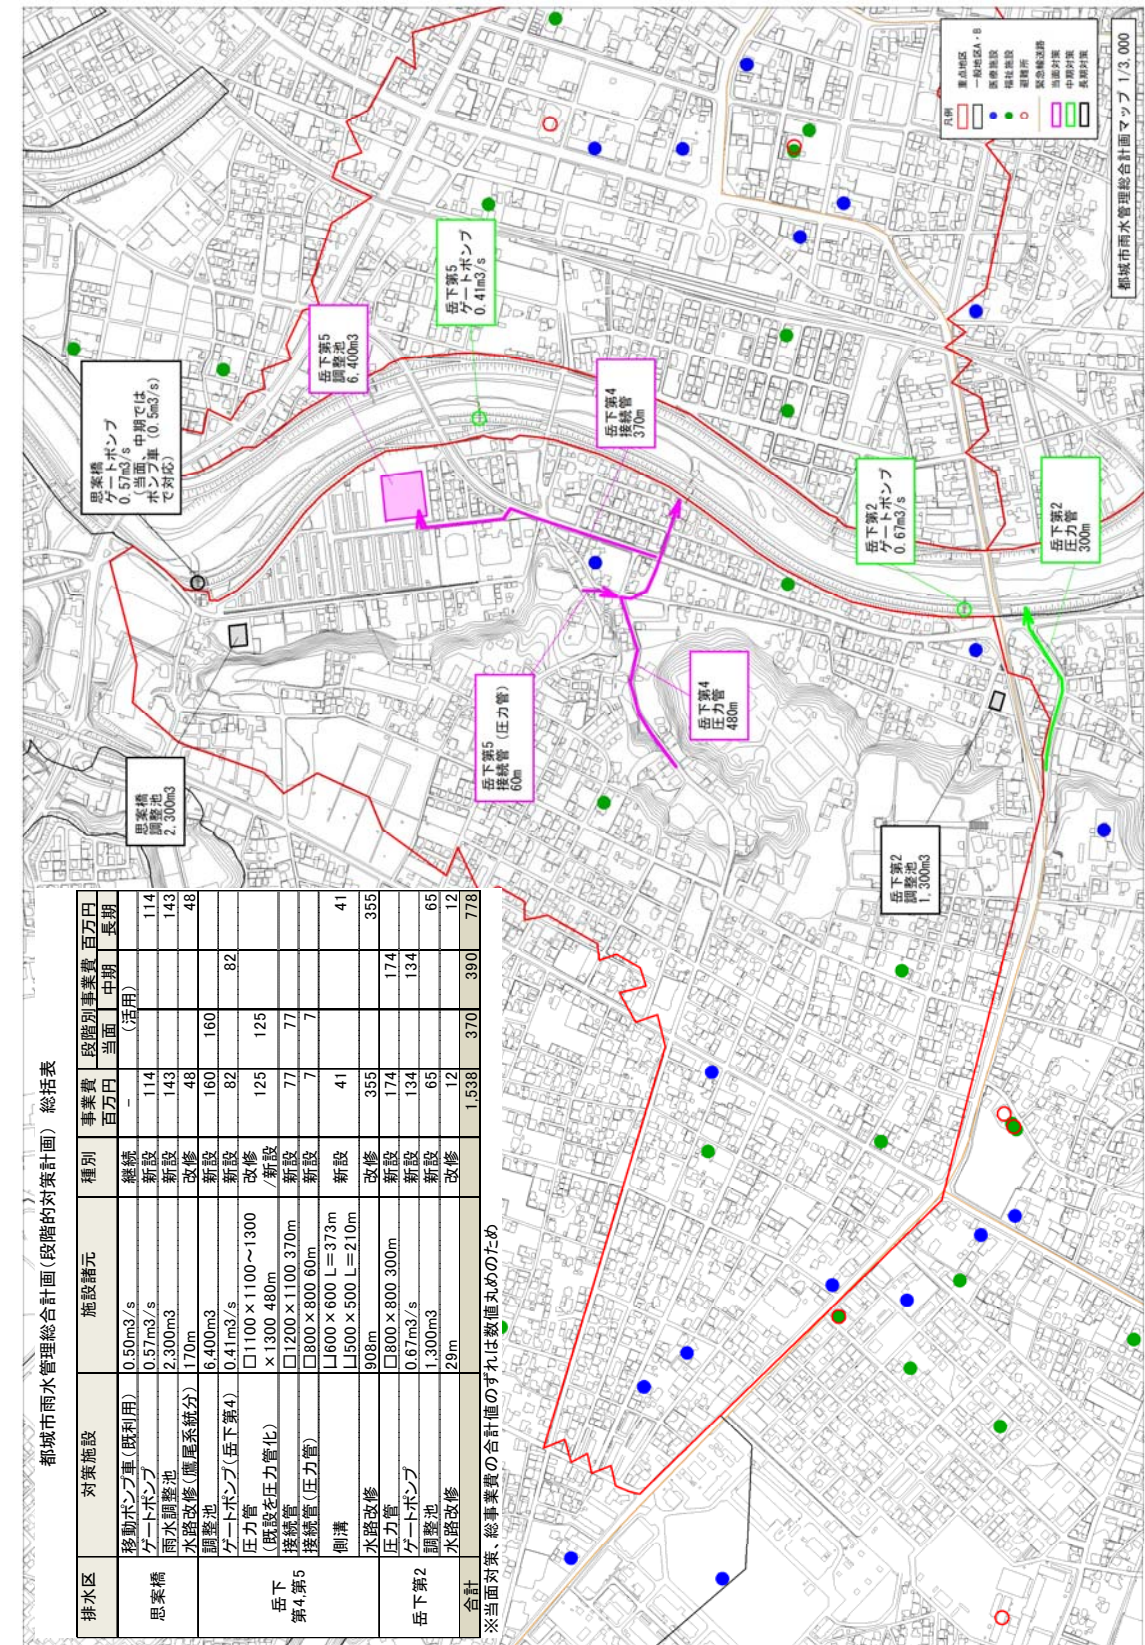 都城市雨水管理総合計画(段階的対策計画) 総括表
排水区 対策施設 施設諸元 種別 事業費 百万円 段階別事業費 百万円 当面 中期 長期
思案橋 移動ポンプ車(既利用) 0.50m3/s 継続 － (活用)
ゲートポンプ 0.57m3/s 新設 114 114
雨水調整池 2,300m3 新設 143 143
水路改修(鷹尾系統分) 170m 改修 48 48
岳下第4,第5 調整池 6,400m3 新設 160 160
ゲートポンプ(岳下第4) 0.41m3/s 新設 82 82
圧力管 (既設を圧力管化) □1100×1100～1300×1300 480m 改修/新設 125 125
接続管 □1200×1100 370m 新設 77 77
接続管(圧力管) □800×800 60m 新設 7 7
側溝 凵600×600 L=373m 凵500×500 L=210m 新設 41 41
水路改修 908m 改修 355 355
岳下第2 圧力管 □800×800 300m 新設 174 174
ゲートポンプ 0.67m3/s 新設 134 134
調整池 1,300m3 新設 65 65
水路改修 29m 改修 12 12
合計 1,538 370 390 778
※当面対策、総事業費の合計値のずれは数値丸めのため
思案橋
調整池
2,300m3
思案橋
ゲートポンプ
0.57m3/s
(当面、中期では
ポンプ車(0.5m3/s)
で対応)
岳下第5
調整池
6,400m3
岳下第5
ゲートポンプ
0.41m3/s
岳下第5
接続管(圧力管)
60m
岳下第4
接続管
370m
岳下第4
圧力管
480m
岳下第2
調整池
1,300m3
岳下第2
ゲートポンプ
0.67m3/s
岳下第2
圧力管
300m
凡例
重点地区
一般地区A・B
医療施設
福祉施設
避難所
緊急輸送路
当面対策
中期対策
長期対策
都城市雨水管理総合計画マップ 1/3,000